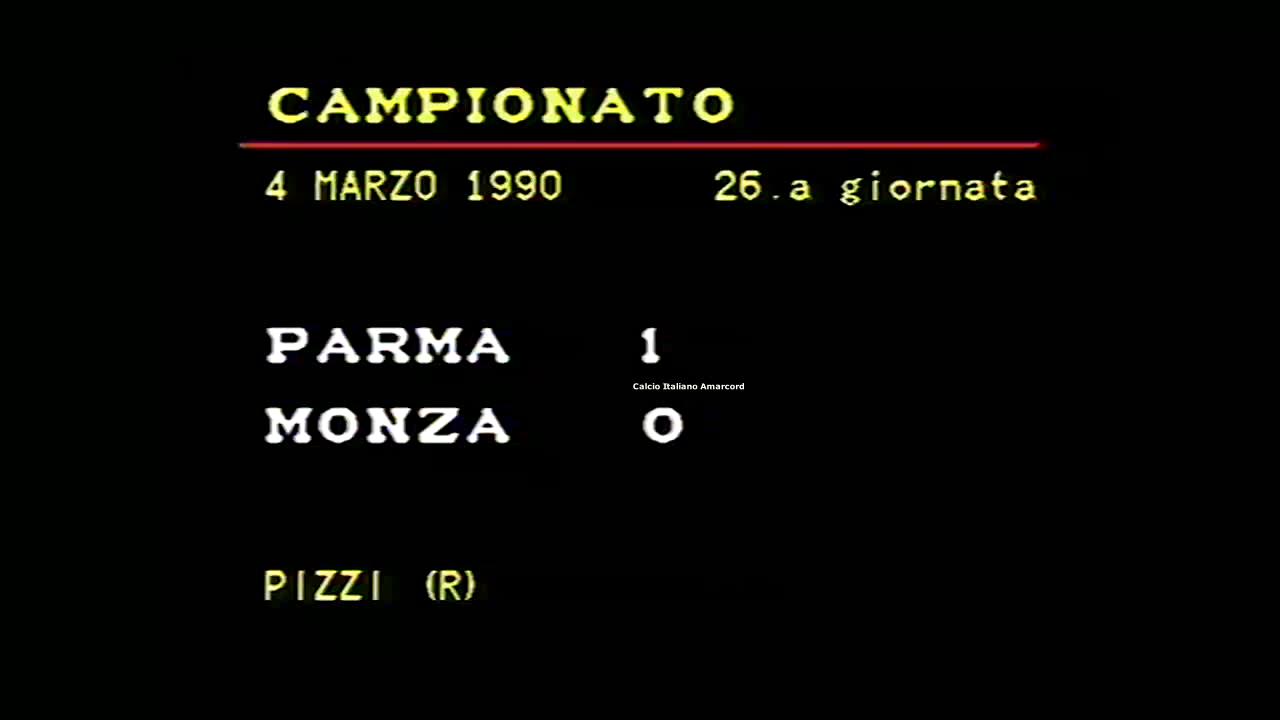 CAMPIONATO
4 MARZO 1990 26.a giornata
PARMA 1
Calcio Italiano Amarcord
MONZA 0
PIZZI (R)